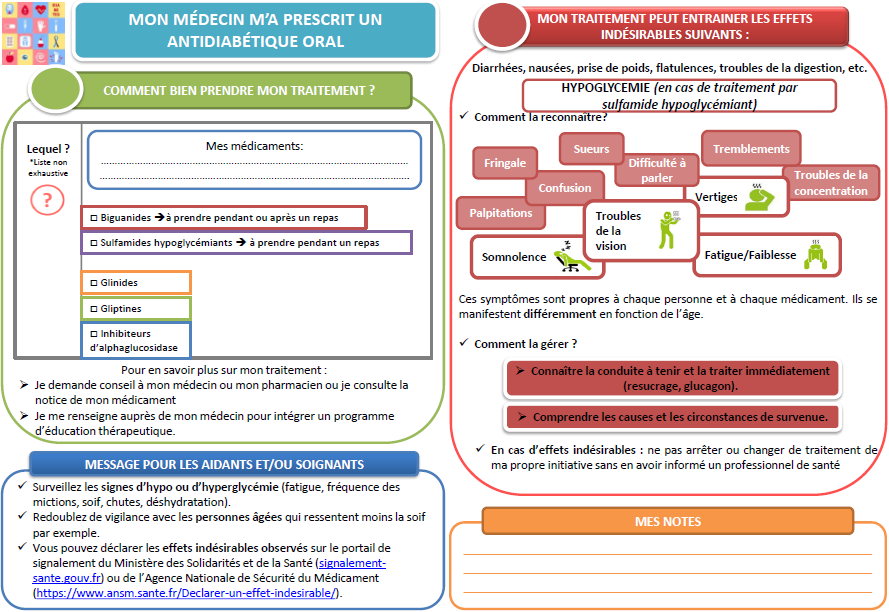 MON MÉDECIN M’A PRESCRIT UN
ANTIDIABÉTIQUE ORAL
COMMENT BIEN PRENDRE MON TRAITEMENT ?
Lequel ?
*Liste non
exhaustive
?
Mes médicaments:
□ Biguanides ➔à prendre pendant ou après un repas
□ Sulfamides hypoglycémiants ➔ à prendre pendant un repas
□ Glinides
□ Gliptines
□ Inhibiteurs
d’alphaglucosidase
Pour en savoir plus sur mon traitement :
➢ Je demande conseil à mon médecin ou mon pharmacien ou je consulte la
notice de mon médicament
➢ Je me renseigne auprès de mon médecin pour intégrer un programme
d’éducation thérapeutique.
MESSAGE POUR LES AIDANTS ET/OU SOIGNANTS
✓ Surveillez les signes d’hypo ou d’hyperglycémie (fatigue, fréquence des
mictions, soif, chutes, déshydratation).
✓ Redoublez de vigilance avec les personnes âgées qui ressentent moins la soif
par exemple.
✓ Vous pouvez déclarer les effets indésirables observés sur le portail de
signalement du Ministère des Solidarités et de la Santé (signalement-
sante.gouv.fr) ou de l’Agence Nationale de Sécurité du Médicament
(https://www.ansm.sante.fr/Declarer-un-effet-indesirable/).
MON TRAITEMENT PEUT ENTRAINER LES EFFETS
INDÉSIRABLES SUIVANTS :
Diarrhées, nausées, prise de poids, flatulences, troubles de la digestion, etc.
HYPOGLYCEMIE (en cas de traitement par
sulfamide hypoglycémiant)
✓ Comment la reconnaître?
Fringale
Sueurs
Difficulté à
parler
Tremblements
Confusion
Troubles de la
concentration
Palpitations
Troubles
de la
vision
Vertiges
Somnolence
Fatigue/Faiblesse
Ces symptômes sont propres à chaque personne et à chaque médicament. Ils se
manifestent différemment en fonction de l’âge.
✓ Comment la gérer ?
➢ Connaître la conduite à tenir et la traiter immédiatement
(resucrage, glucagon).
➢ Comprendre les causes et les circonstances de survenue.
✓ En cas d’effets indésirables : ne pas arrêter ou changer de traitement de
ma propre initiative sans en avoir informé un professionnel de santé
MES NOTES